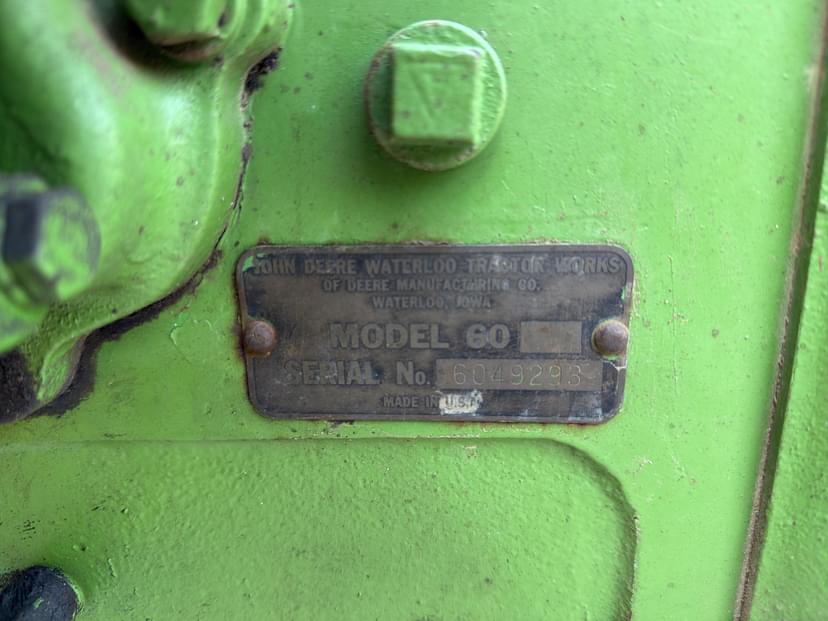 JOHN DEERE WATERLOO TRACTOR WORKS
OF DEERE MANUFACTURING CO.
WATERLOO, IOWA
MODEL 60
SERIAL No. 6049293
MADE IN U.S.A.